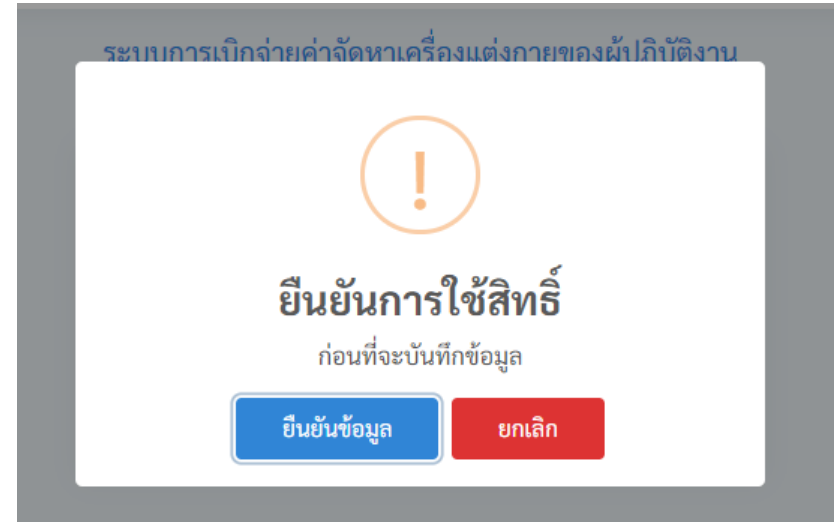 ระบบการเบิกจ่ายค่าจัดหาเครื่องแต่งกายของผู้ปฏิบัติงาน
!
ยืนยันการใช้สิทธิ์
ก่อนที่จะบันทึกข้อมูล
ยืนยันข้อมูล ยกเลิก